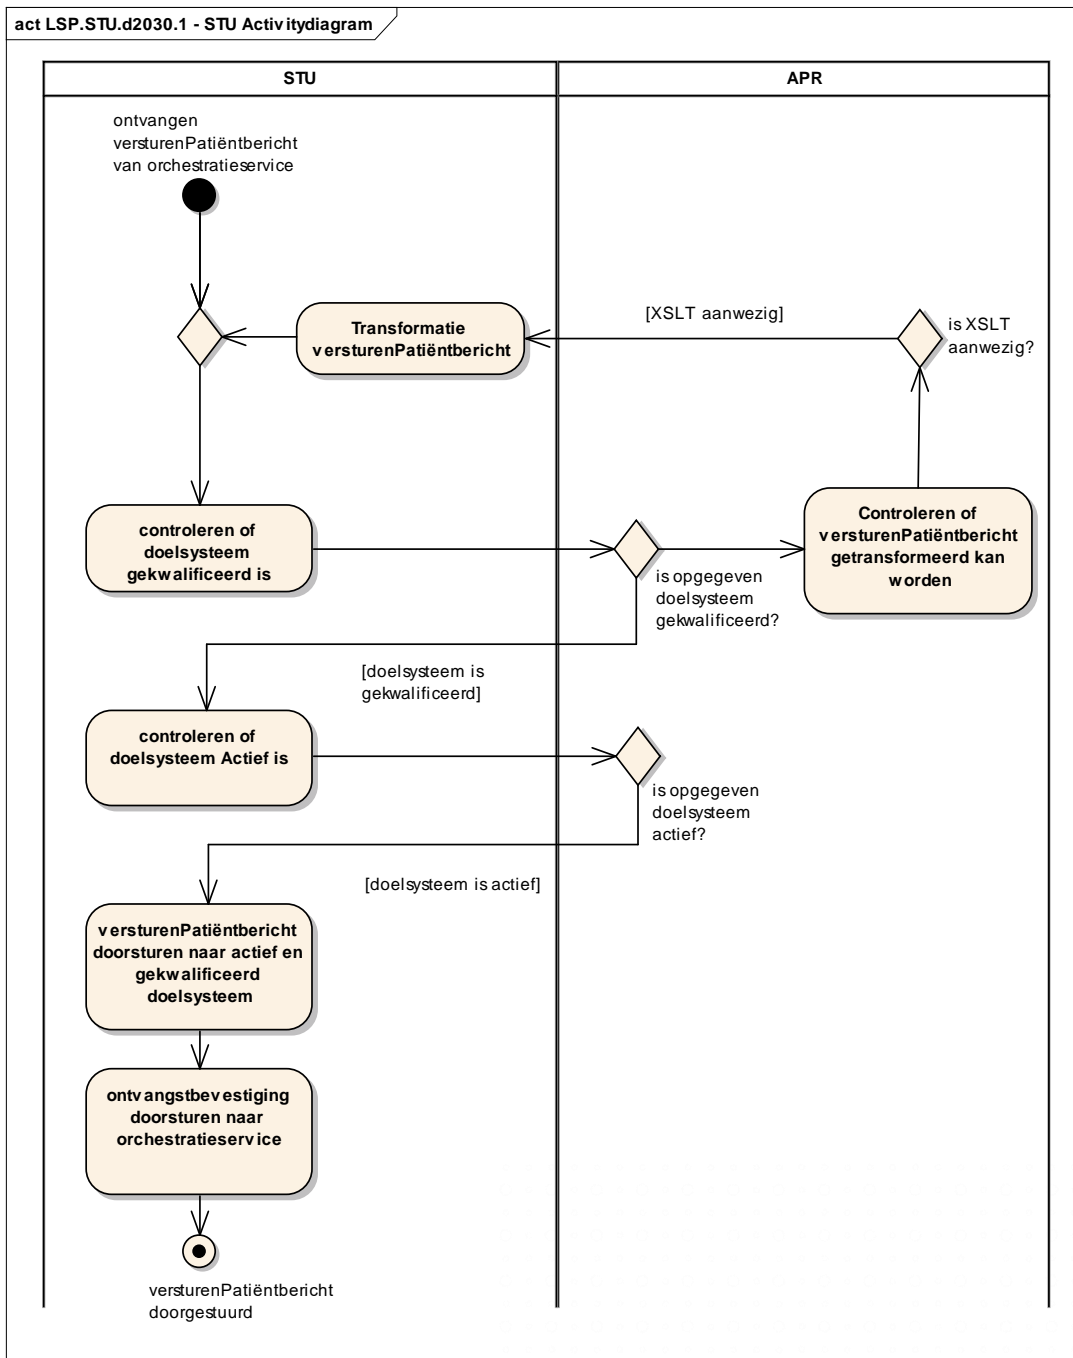 act LSP.STU.d2030.1 - STU Activitydiagram
STU
APR
ontvangen
versturenPatiëntbericht
van orchestratieservice
Transformatie
versturenPatiëntbericht
[XSLT aanwezig]
is XSLT
aanwezig?
controleren of
doelsysteem
gekwalificeerd is
is opgegeven
doelsysteem
gekwalificeerd?
Controleren of
versturenPatiëntbericht
getransformeerd kan
worden
[doelsysteem is
gekwalificeerd]
controleren of
doelsysteem Actief is
is opgegeven
doelsysteem
actief?
[doelsysteem is actief]
versturenPatiëntbericht
doorsturen naar actief en
gekwalificeerd
doelsysteem
ontvangstbevestiging
doorsturen naar
orchestratieservice
versturenPatiëntbericht
doorgestuurd